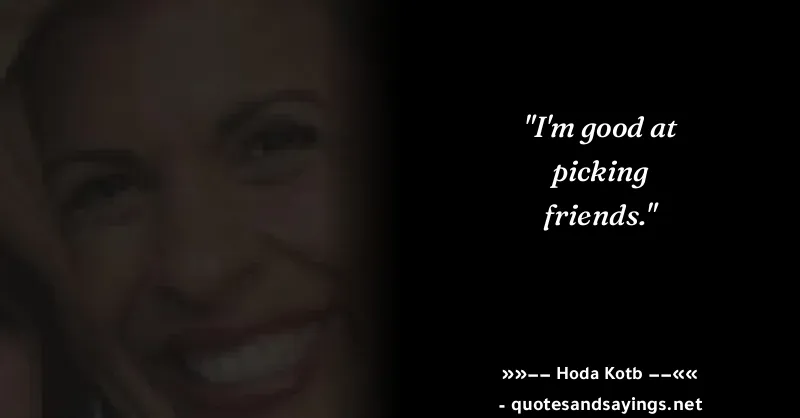 "I'm good at
picking
friends."
»»−− Hoda Kotb −−««
- quotesandsayings.net